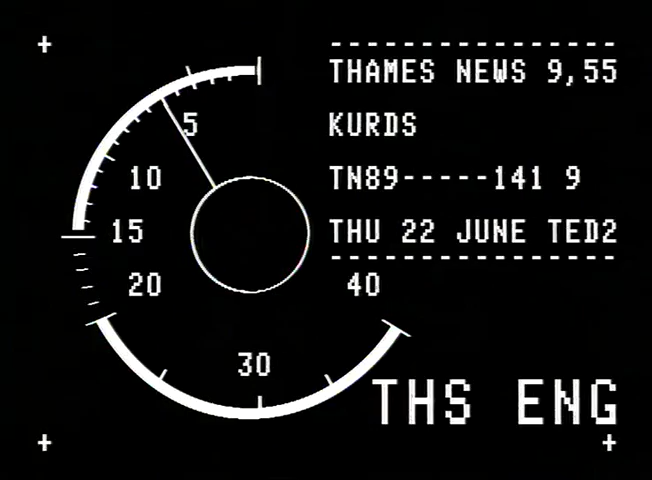 ----------------
THAMES NEWS 9,55
KURDS
TN89-----141 9
THU 22 JUNE TED2
----------------
5
10
15
20
30
40
THS ENG